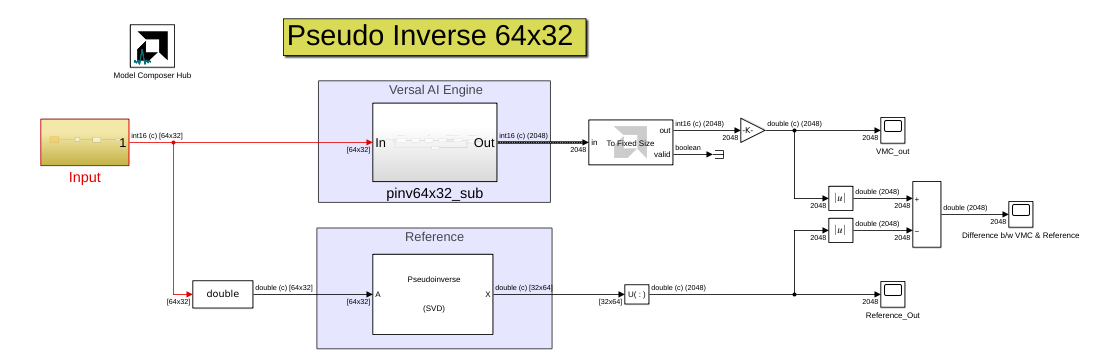 Pseudo Inverse 64x32
Model Composer Hub
Versal AI Engine
int16 (c) [64x32]
1
Input
[64x32]
In
Out
pinv64x32_sub
int16 (c) (2048)
2048
in
To Fixed Size
out
valid
int16 (c) (2048)
2048
boolean
-K-
double (c) (2048)
2048
VMC_out
2048
|u|
double (2048)
2048
+
2048
|u|
double (2048)
2048
−
double (2048)
2048
Difference b/w VMC & Reference
Reference
[64x32]
double
double (c) [64x32]
[64x32]
A
Pseudoinverse
(SVD)
X
double (c) [32x64]
[32x64]
U( : )
double (c) (2048)
2048
Reference_Out